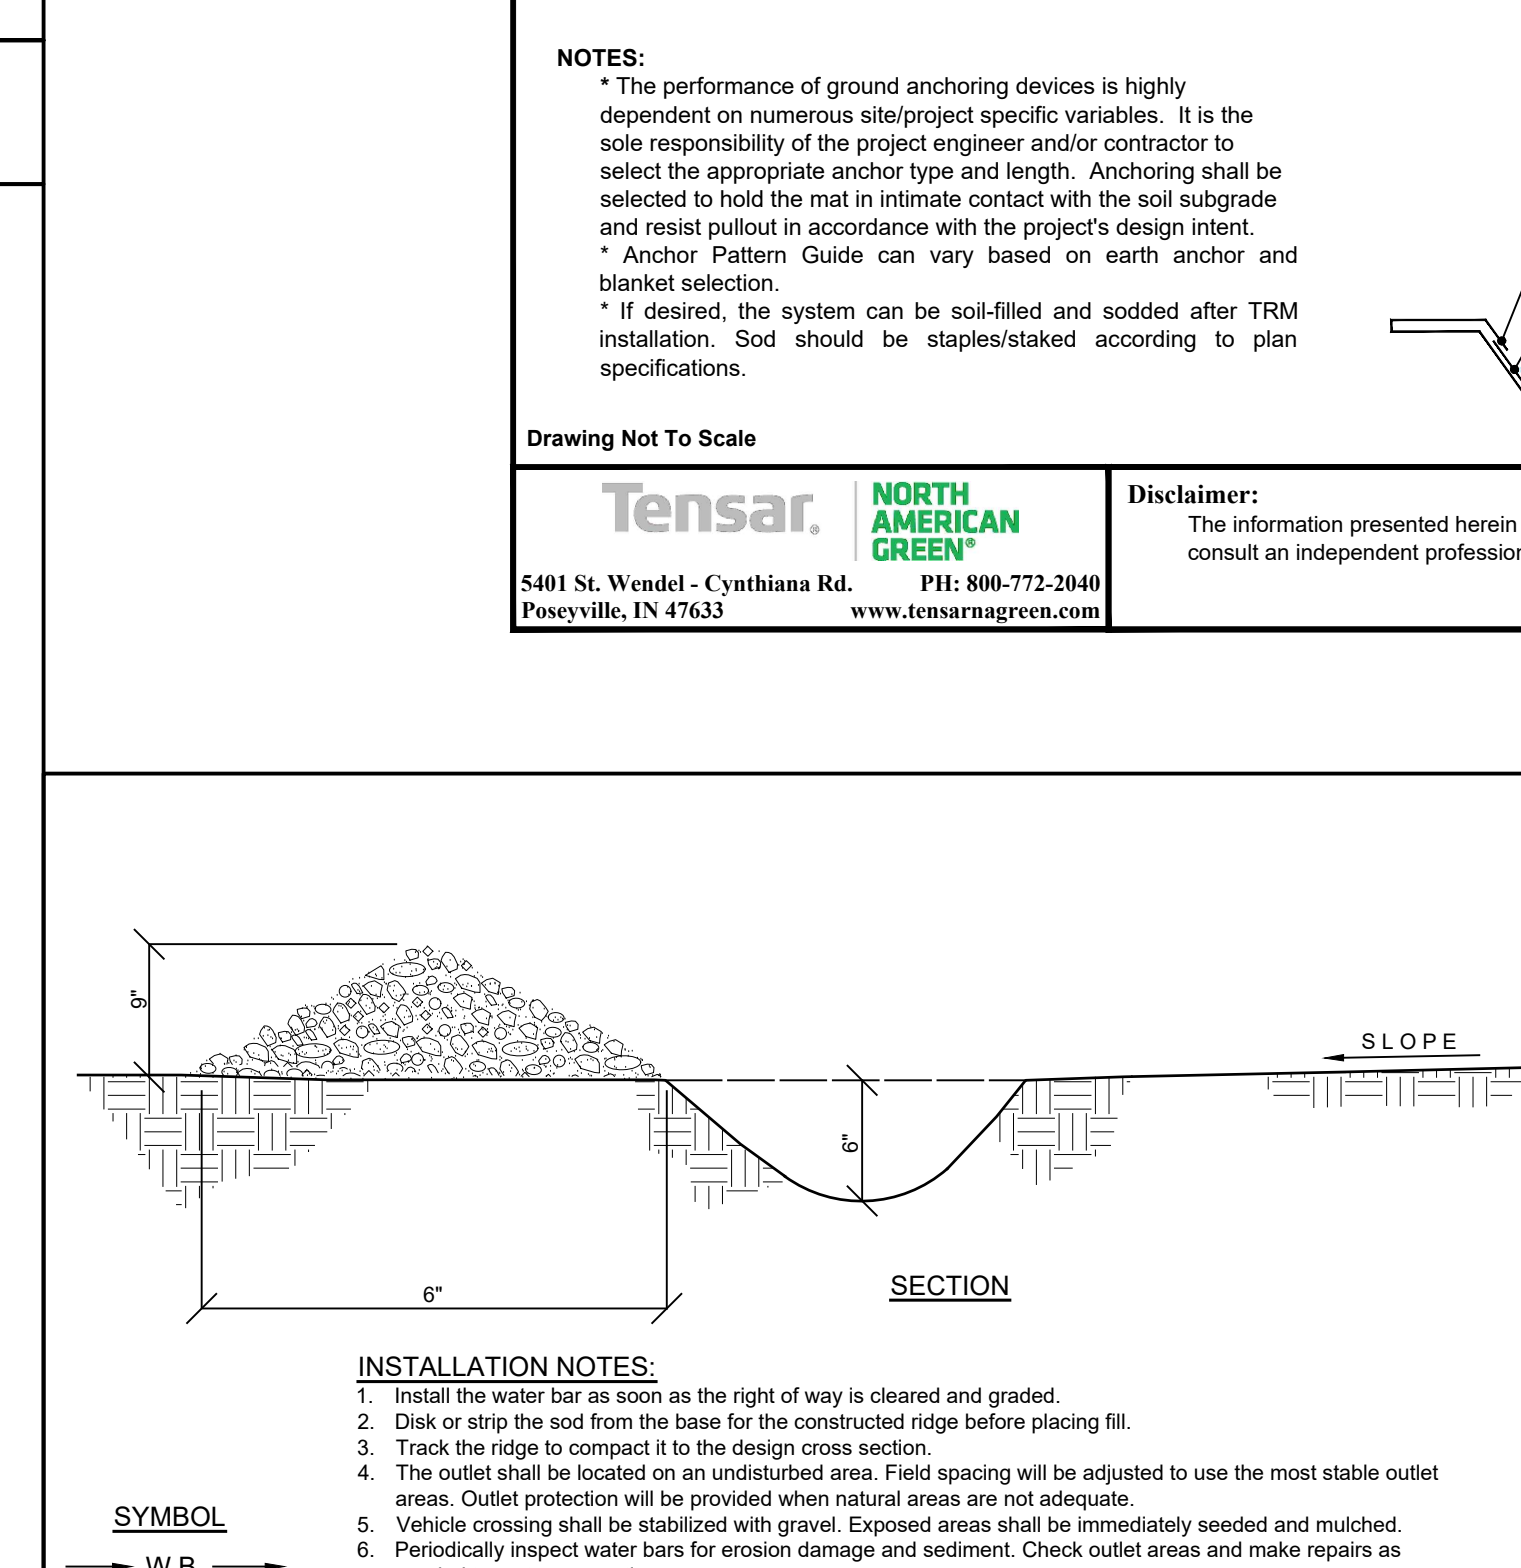 NOTES:
* The performance of ground anchoring devices is highly
dependent on numerous site/project specific variables. It is the
sole responsibility of the project engineer and/or contractor to
select the appropriate anchor type and length. Anchoring shall be
selected to hold the mat in intimate contact with the soil subgrade
and resist pullout in accordance with the project's design intent.
* Anchor Pattern Guide can vary based on earth anchor and
blanket selection.
* If desired, the system can be soil-filled and sodded after TRM
installation. Sod should be staples/staked according to plan
specifications.
Drawing Not To Scale
Tensar®
NORTH
AMERICAN
GREEN®
5401 St. Wendel - Cynthiana Rd. PH: 800-772-2040
Poseyville, IN 47633 www.tensarnagreen.com
Disclaimer:
The information presented herein
consult an independent profession
9"
SLOPE
6"
6"
SECTION
INSTALLATION NOTES:
1. Install the water bar as soon as the right of way is cleared and graded.
2. Disk or strip the sod from the base for the constructed ridge before placing fill.
3. Track the ridge to compact it to the design cross section.
4. The outlet shall be located on an undisturbed area. Field spacing will be adjusted to use the most stable outlet
areas. Outlet protection will be provided when natural areas are not adequate.
5. Vehicle crossing shall be stabilized with gravel. Exposed areas shall be immediately seeded and mulched.
6. Periodically inspect water bars for erosion damage and sediment. Check outlet areas and make repairs as
SYMBOL
W.B.